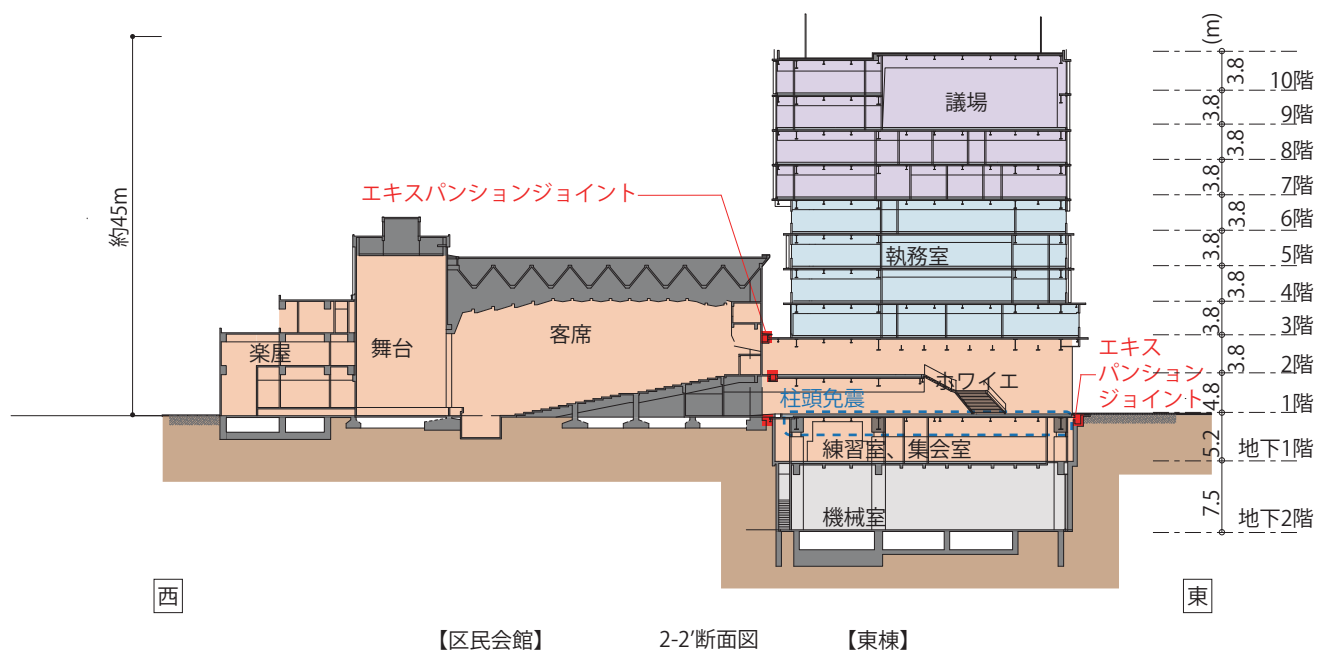 (m)
3.8
10階
議場
3.8
9階
3.8
8階
3.8
7階
エキスパンションジョイント
3.8
6階
約45m
3.8
5階
執務室
3.8
4階
3.8
3階
客席
楽屋
舞台
3.8
2階
エキス
パンション
ジョイント
ホワイエ
柱頭免震
4.8
1階
練習室、集会室
5.2
地下1階
機械室
7.5
地下2階
西
東
【区民会館】
2-2’断面図
【東棟】